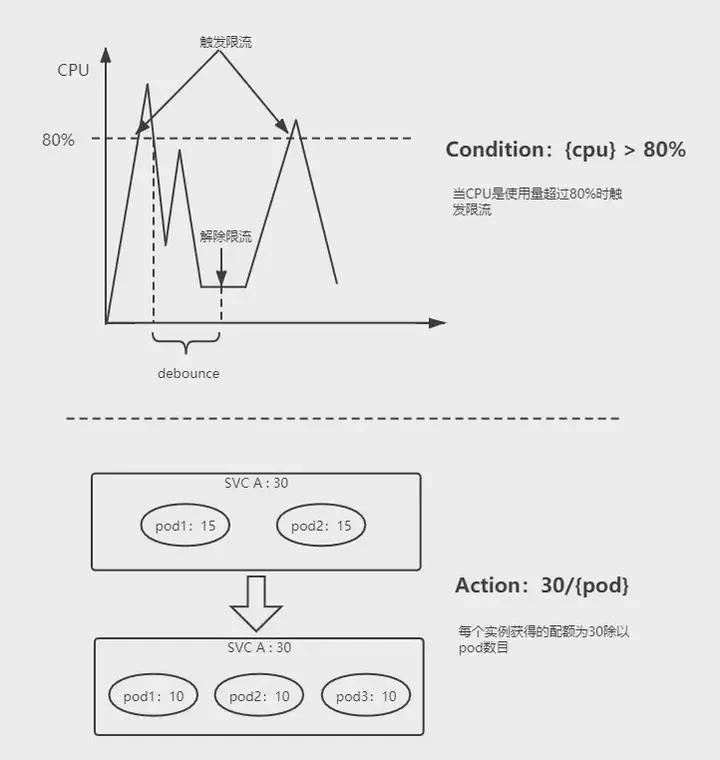 触发限流
CPU
80%
Condition：{cpu} > 80%
当CPU是使用量超过80%时触
发限流
解除限流
debounce
SVC A : 30
pod1：15
pod2：15
Action：30/{pod}
每个实例获得的配额为30除以
pod数目
SVC A : 30
pod1：10
pod2：10
pod3：10